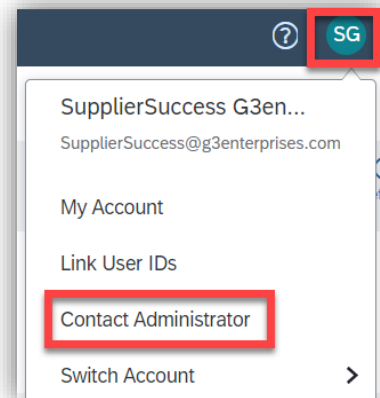 ? SG
SupplierSuccess G3en...
SupplierSuccess@g3enterprises.com
My Account
Link User IDs
Contact Administrator
Switch Account >